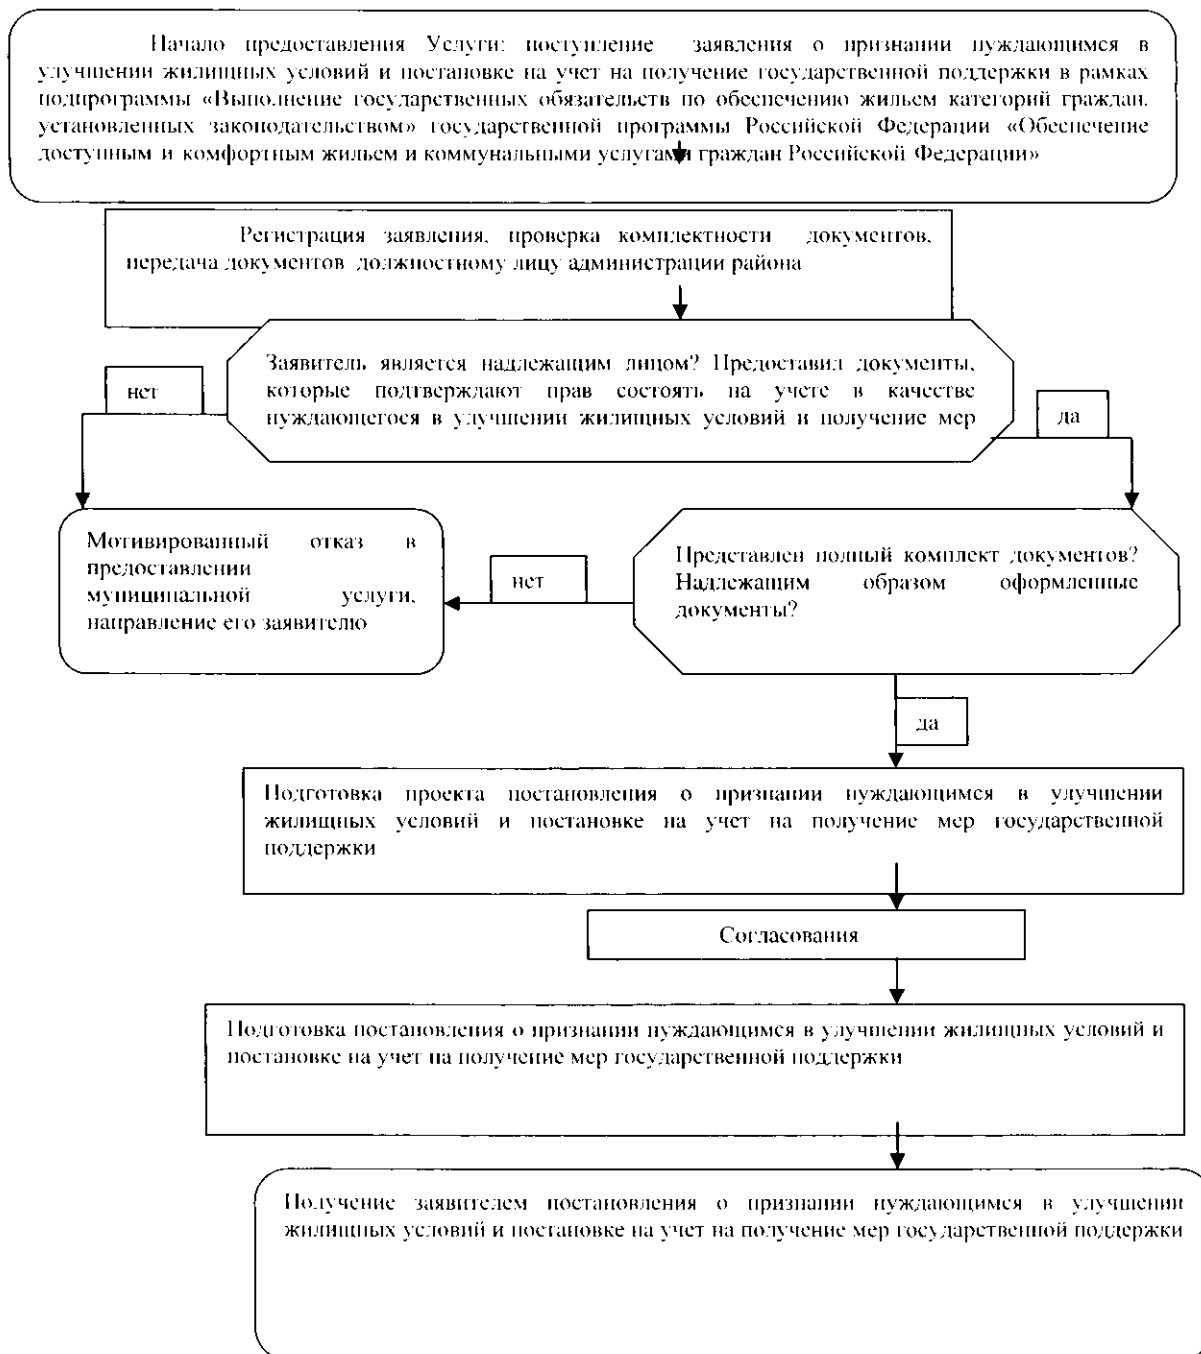 Начало предоставления Услуги: поступление заявления о признании нуждающимся в
улучшении жилищных условий и постановке на учет на получение государственной поддержки в рамках
подпрограммы «Выполнение государственных обязательств по обеспечению жильем категорий граждан,
установленных законодательством» государственной программы Российской Федерации «Обеспечение
доступным и комфортным жильем и коммунальными услугами граждан Российской Федерации»
Регистрация заявления, проверка комплектности документов,
передача документов должностному лицу администрации района
Заявитель является надлежащим лицом? Предоставил документы,
которые подтверждают прав состоять на учете в качестве
нуждающегося в улучшении жилищных условий и получение мер
нет
да
Мотивированный отказ в
предоставлении
муниципальной услуги,
направление его заявителю
нет
Представлен полный комплект документов?
Надлежащим образом оформленные
документы?
да
Подготовка проекта постановления о признании нуждающимся в улучшении
жилищных условий и постановке на учет на получение мер государственной
поддержки
Согласования
Подготовка постановления о признании нуждающимся в улучшении жилищных условий и
постановке на учет на получение мер государственной поддержки
Получение заявителем постановления о признании нуждающимся в улучшении
жилищных условий и постановке на учет на получение мер государственной поддержки